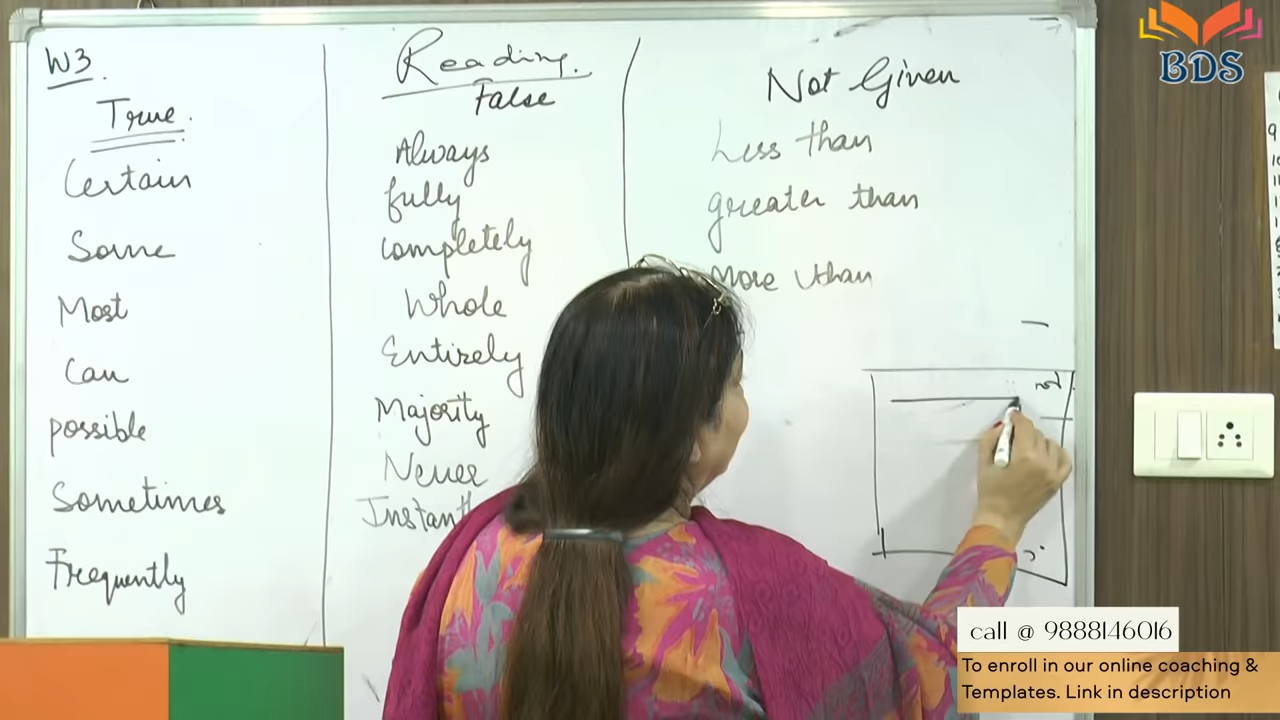 W3.
Reading.
True.
Certain
Some
Most
Can
possible
Sometimes
Frequently
False
Always
fully
completely
Whole
Entirely
Majority
Never
Not Given
Less than
greater than
More than
BDS
call @ 9888146016
To enroll in our online coaching &
Templates. Link in description